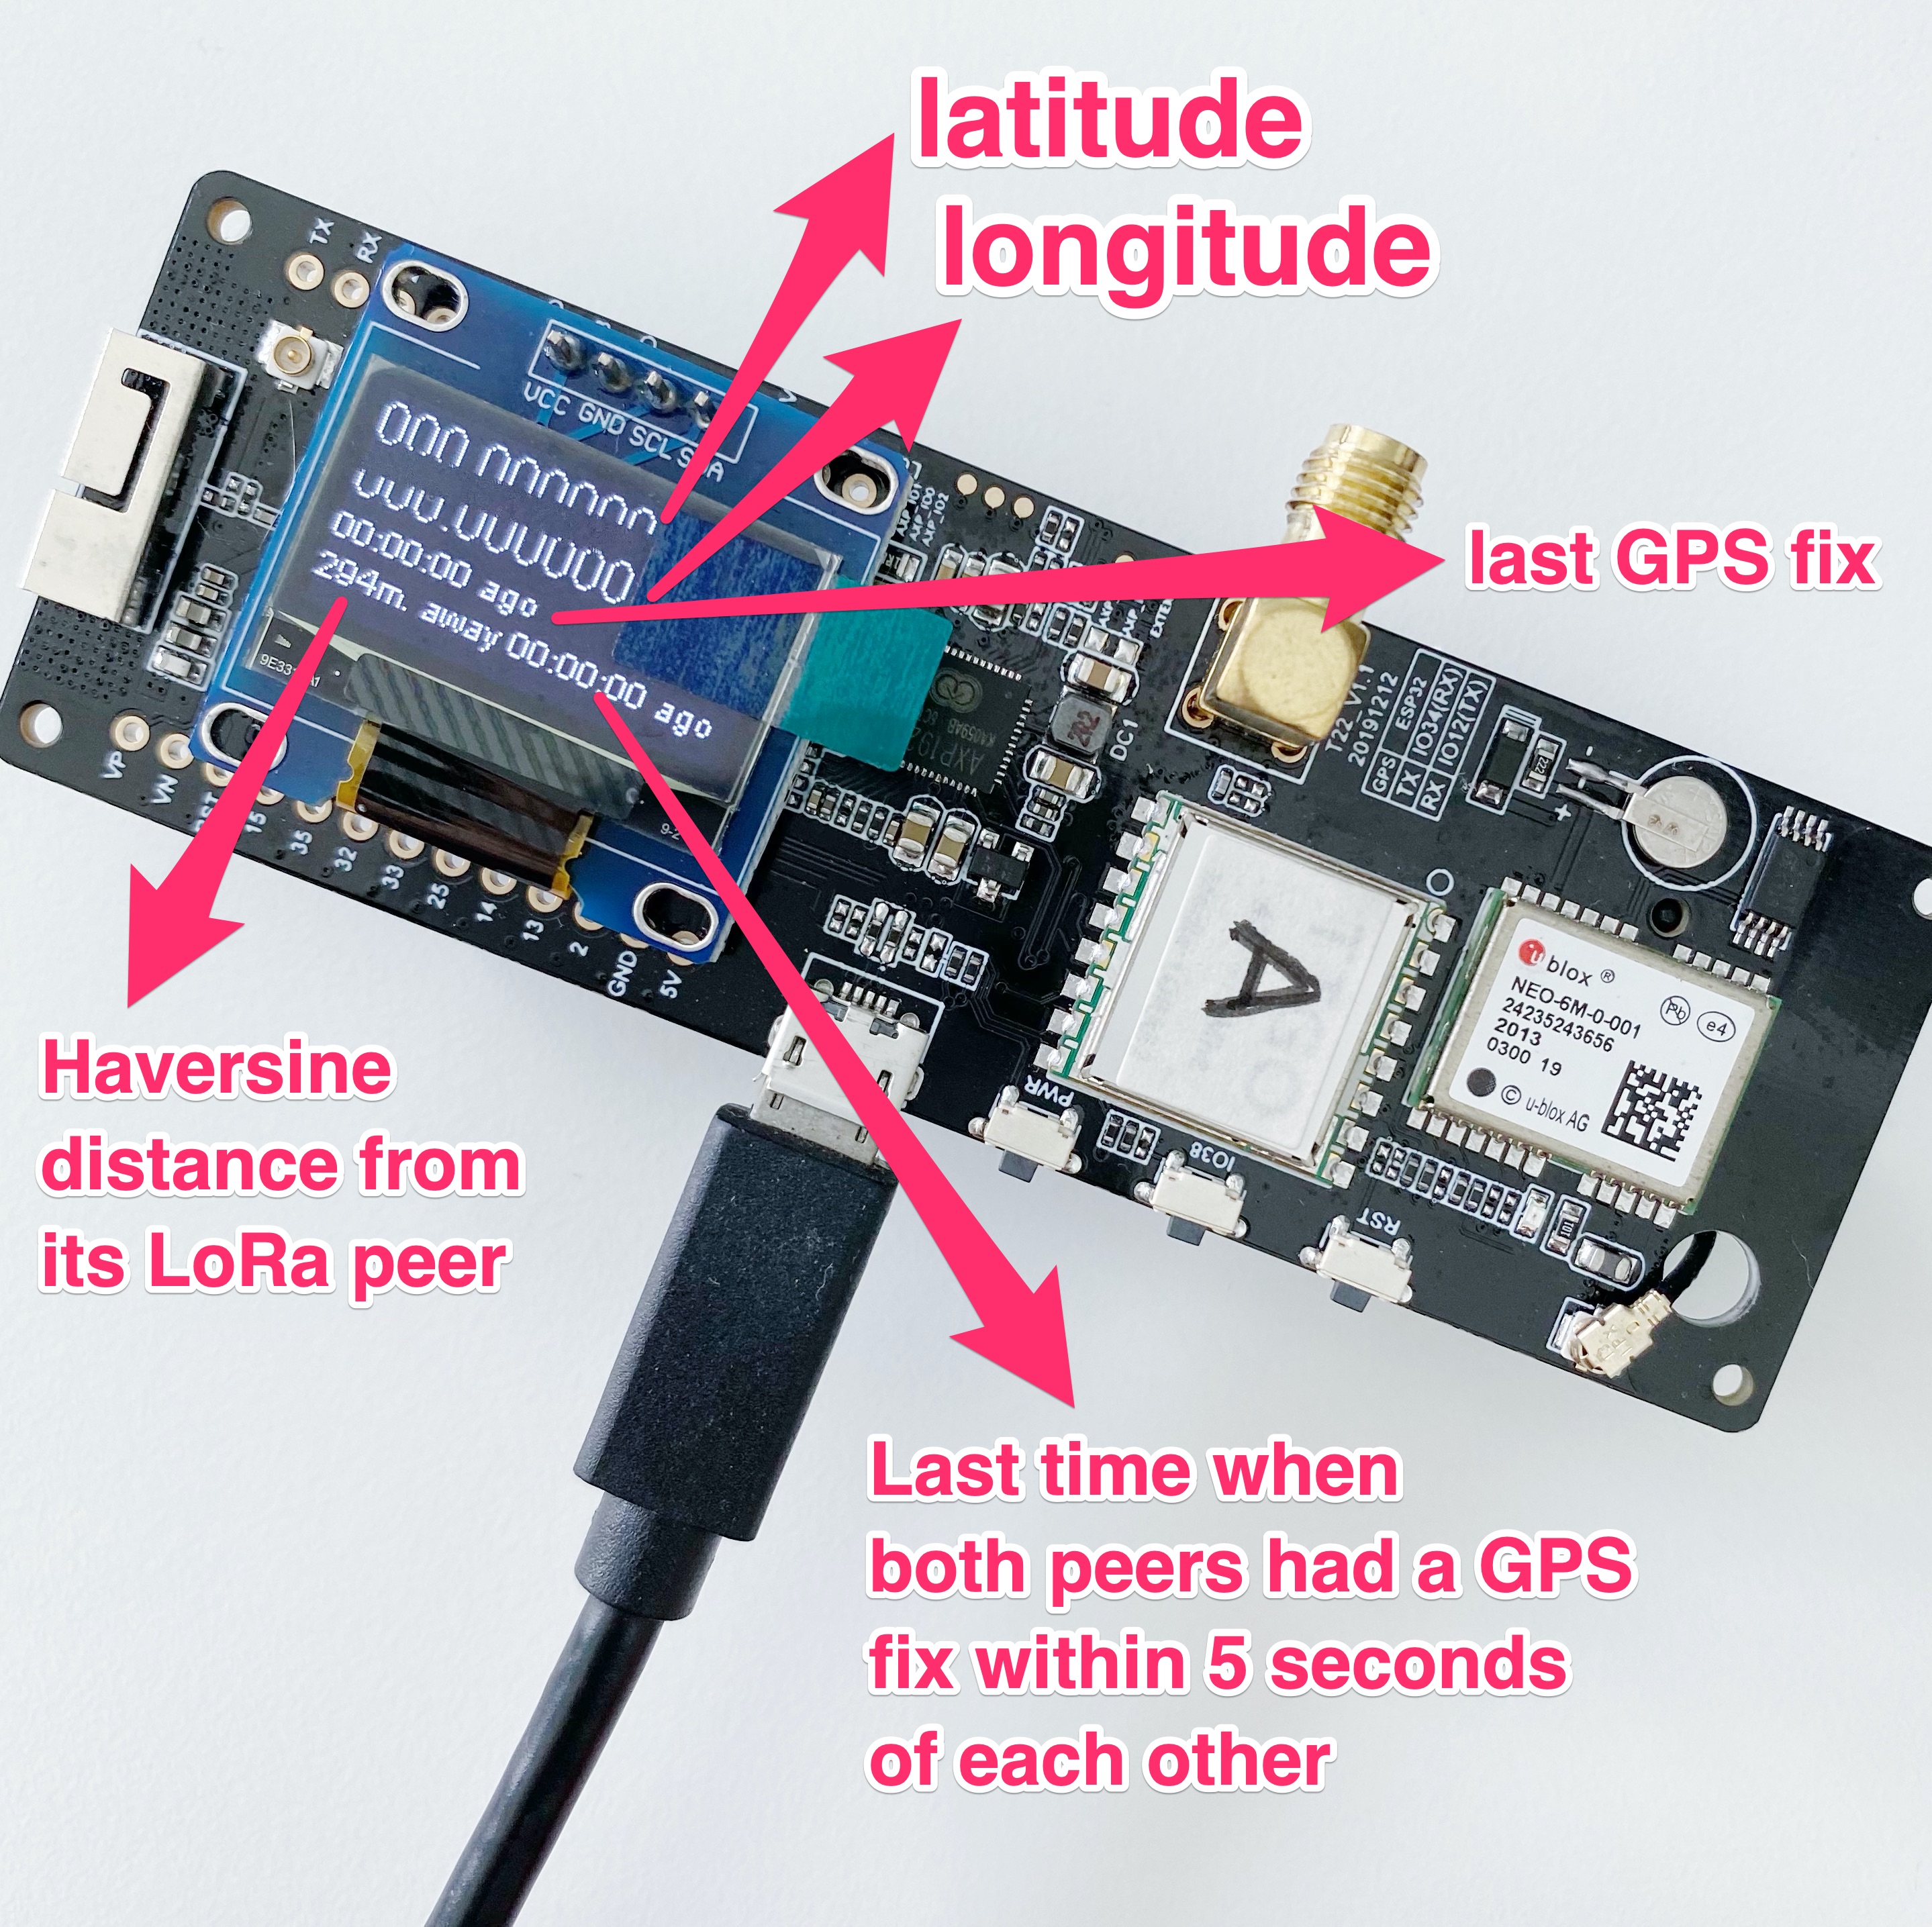 latitude
longitude
last GPS fix
TX
RX
VCC GND SCL SDA
00:00:00 ago
294m. away 00:00:00 ago
VP
VN
15
35
32
33
25
14
13
2
GND
5V
DC1
T22_V1.1
20191212
GPS ESP32
TX IO34(RX)
RX IO12(TX)
+
A
u blox ®
NEO-6M-0-001
24235243656
2013
0300 19
Pb
e4
© u-blox AG
PWR
IO38
RST
Haversine
distance from
its LoRa peer
Last time when
both peers had a GPS
fix within 5 seconds
of each other